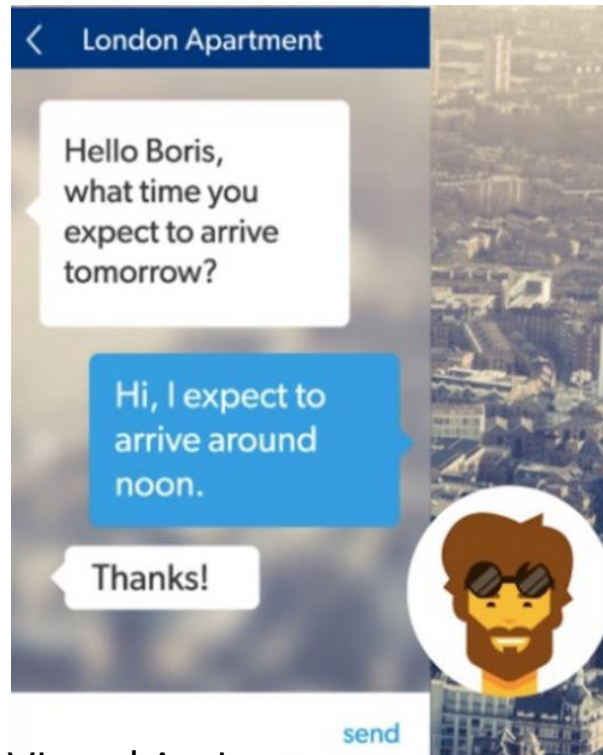 London Apartment
Hello Boris,
what time you
expect to arrive
tomorrow?
Hi, I expect to
arrive around
noon.
Thanks!
send